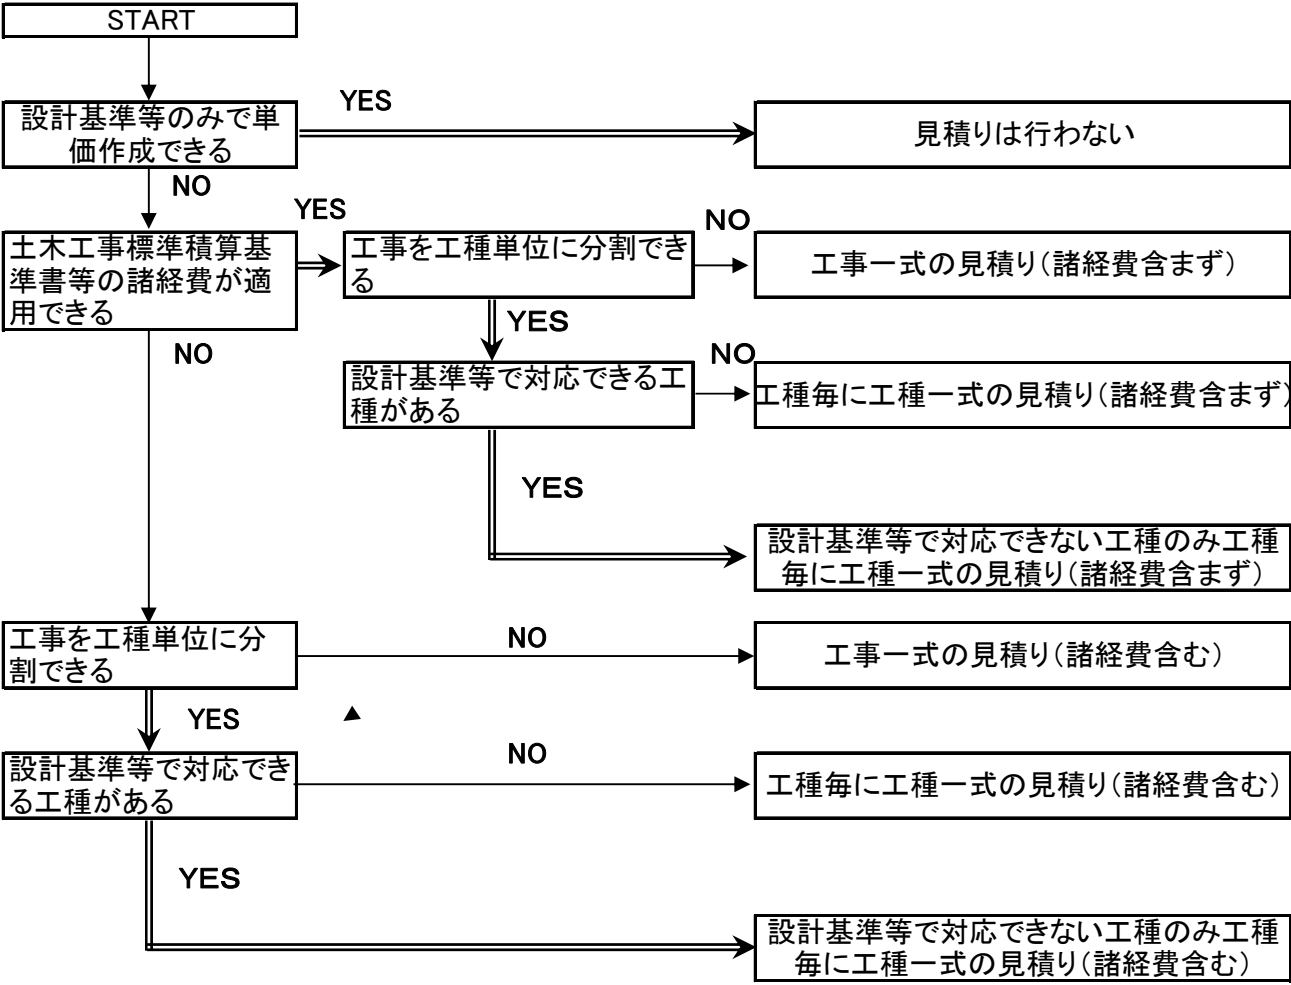 START
YES
設計基準等のみで単
価作成できる
見積りは行わない
NO
YES
土木工事標準積算基
準書等の諸経費が適
用できる
工事を工種単位に分割でき
る
NO
工事一式の見積り（諸経費含まず）
YES
NO
設計基準等で対応できる工
種がある
NO
工種毎に工種一式の見積り（諸経費含まず）
YES
設計基準等で対応できない工種のみ工種
毎に工種一式の見積り（諸経費含まず）
工事を工種単位に分
割できる
NO
工事一式の見積り（諸経費含む）
YES
設計基準等で対応でき
る工種がある
NO
工種毎に工種一式の見積り（諸経費含む）
YES
設計基準等で対応できない工種のみ工種
毎に工種一式の見積り（諸経費含む）